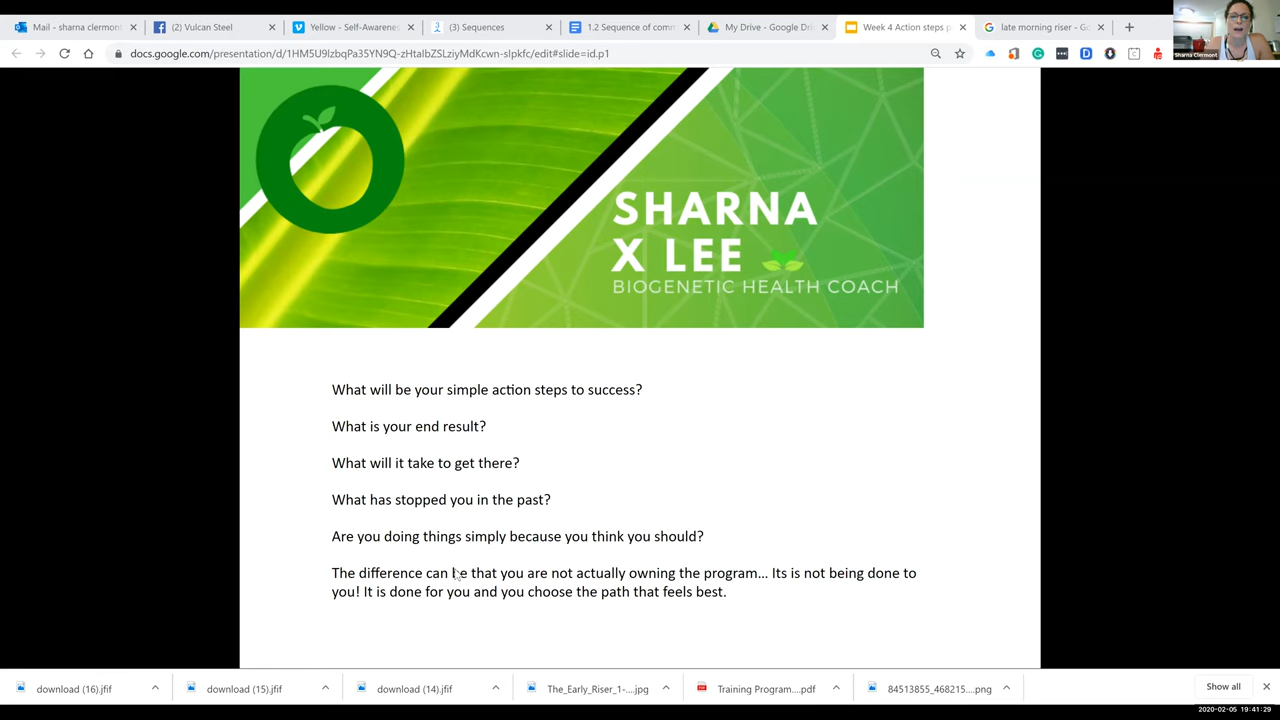 Mail - sharna clermont
(2) Vulcan Steel
Yellow - Self-Awarene
(3) Sequences
1.2 Sequence of com
My Drive - Google Dri
Week 4 Action steps p
late morning riser - Go
docs.google.com/presentation/d/1HM5U9lzbqPa35YN9Q-zHtaIbZSLziyMdKcwn-sIpkfc/edit#slide=id.p1
Sharna Clermont
SHARNA
X LEE
BIOGENETIC HEALTH COACH
What will be your simple action steps to success?
What is your end result?
What will it take to get there?
What has stopped you in the past?
Are you doing things simply because you think you should?
The difference can be that you are not actually owning the program... Its is not being done to
you! It is done for you and you choose the path that feels best.
download (16).jfif
download (15).jfif
download (14).jfif
The_Early_Riser_1-....jpg
Training Program....pdf
84513855_468215....png
Show all
2020-02-05 19:41:29